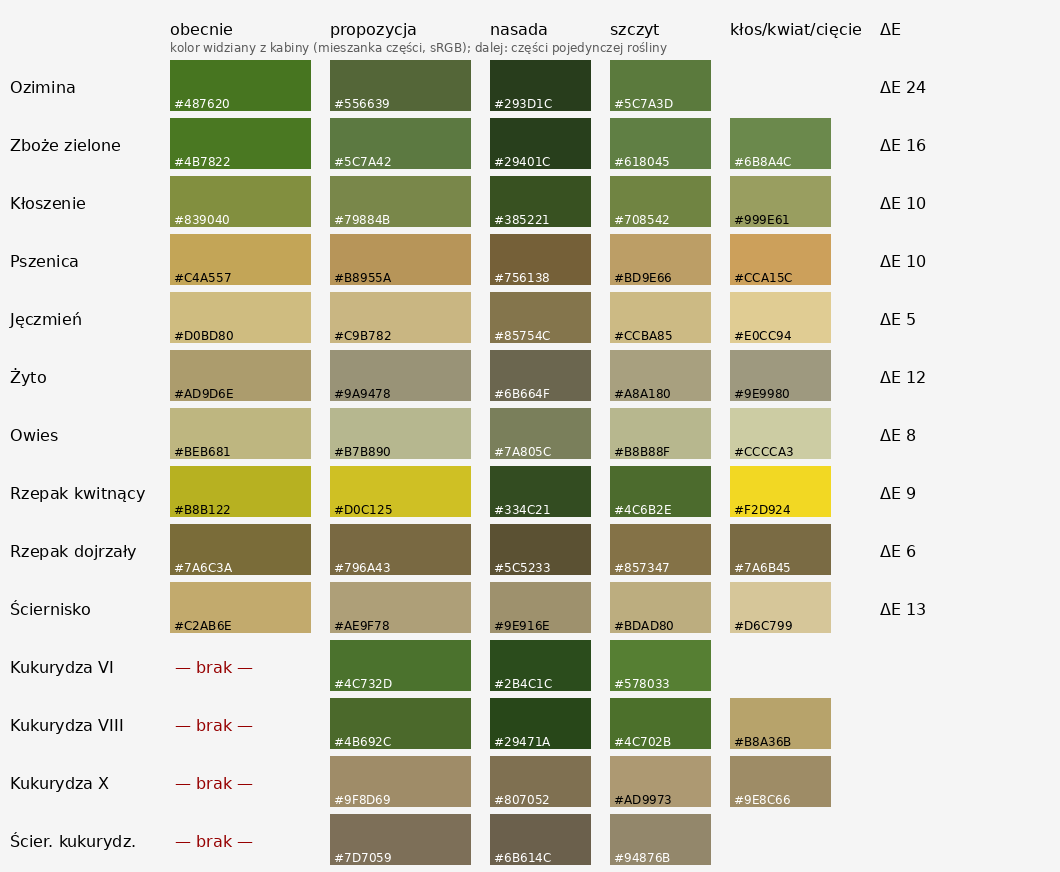 obecnie propozycja nasada szczyt kłos/kwiat/cięcie ΔE
kolor widziany z kabiny (mieszanka części, sRGB); dalej: części pojedynczej rośliny
Ozimina #487620 #556639 #293D1C #5C7A3D ΔE 24
Zboże zielone #4B7822 #5C7A42 #29401C #618045 #6B8A4C ΔE 16
Kłoszenie #839040 #79884B #385221 #708542 #999E61 ΔE 10
Pszenica #C4A557 #B8955A #756138 #BD9E66 #CCA15C ΔE 10
Jęczmień #D0BD80 #C9B782 #85754C #CCBA85 #E0CC94 ΔE 5
Żyto #AD9D6E #9A9478 #6B664F #A8A180 #9E9980 ΔE 12
Owies #BEB681 #B7B890 #7A805C #B8B88F #CCCCA3 ΔE 8
Rzepak kwitnący #B8B122 #D0C125 #334C21 #4C6B2E #F2D924 ΔE 9
Rzepak dojrzały #7A6C3A #796A43 #5C5233 #857347 #7A6B45 ΔE 6
Ściernisko #C2AB6E #AE9F78 #9E916E #BDAD80 #D6C799 ΔE 13
Kukurydza VI — brak — #4C732D #2B4C1C #578033
Kukurydza VIII — brak — #4B692C #29471A #4C702B #B8A36B
Kukurydza X — brak — #9F8D69 #807052 #AD9973 #9E8C66
Ścier. kukurydz. — brak — #7D7059 #6B614C #94876B